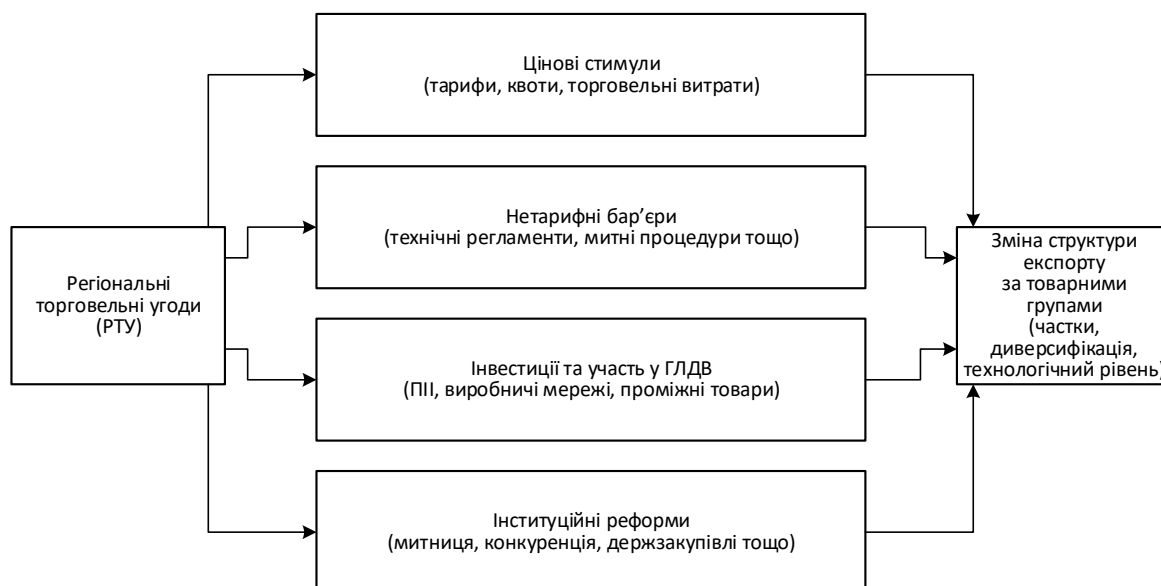 Цінові стимули
(тарифи, квоти, торговельні витрати)
Нетарифні бар’єри
(технічні регламенти, митні процедури тощо)
Регіональні
торговельні угоди
(РТУ)
Зміна структури
експорту
за товарними
групами
(частки,
диверсифікація,
технологічний рівень)
Інвестиції та участь у ГЛДВ
(ПІІ, виробничі мережі, проміжні товари)
Інституційні реформи
(митниця, конкуренція, держзакупівлі тощо)